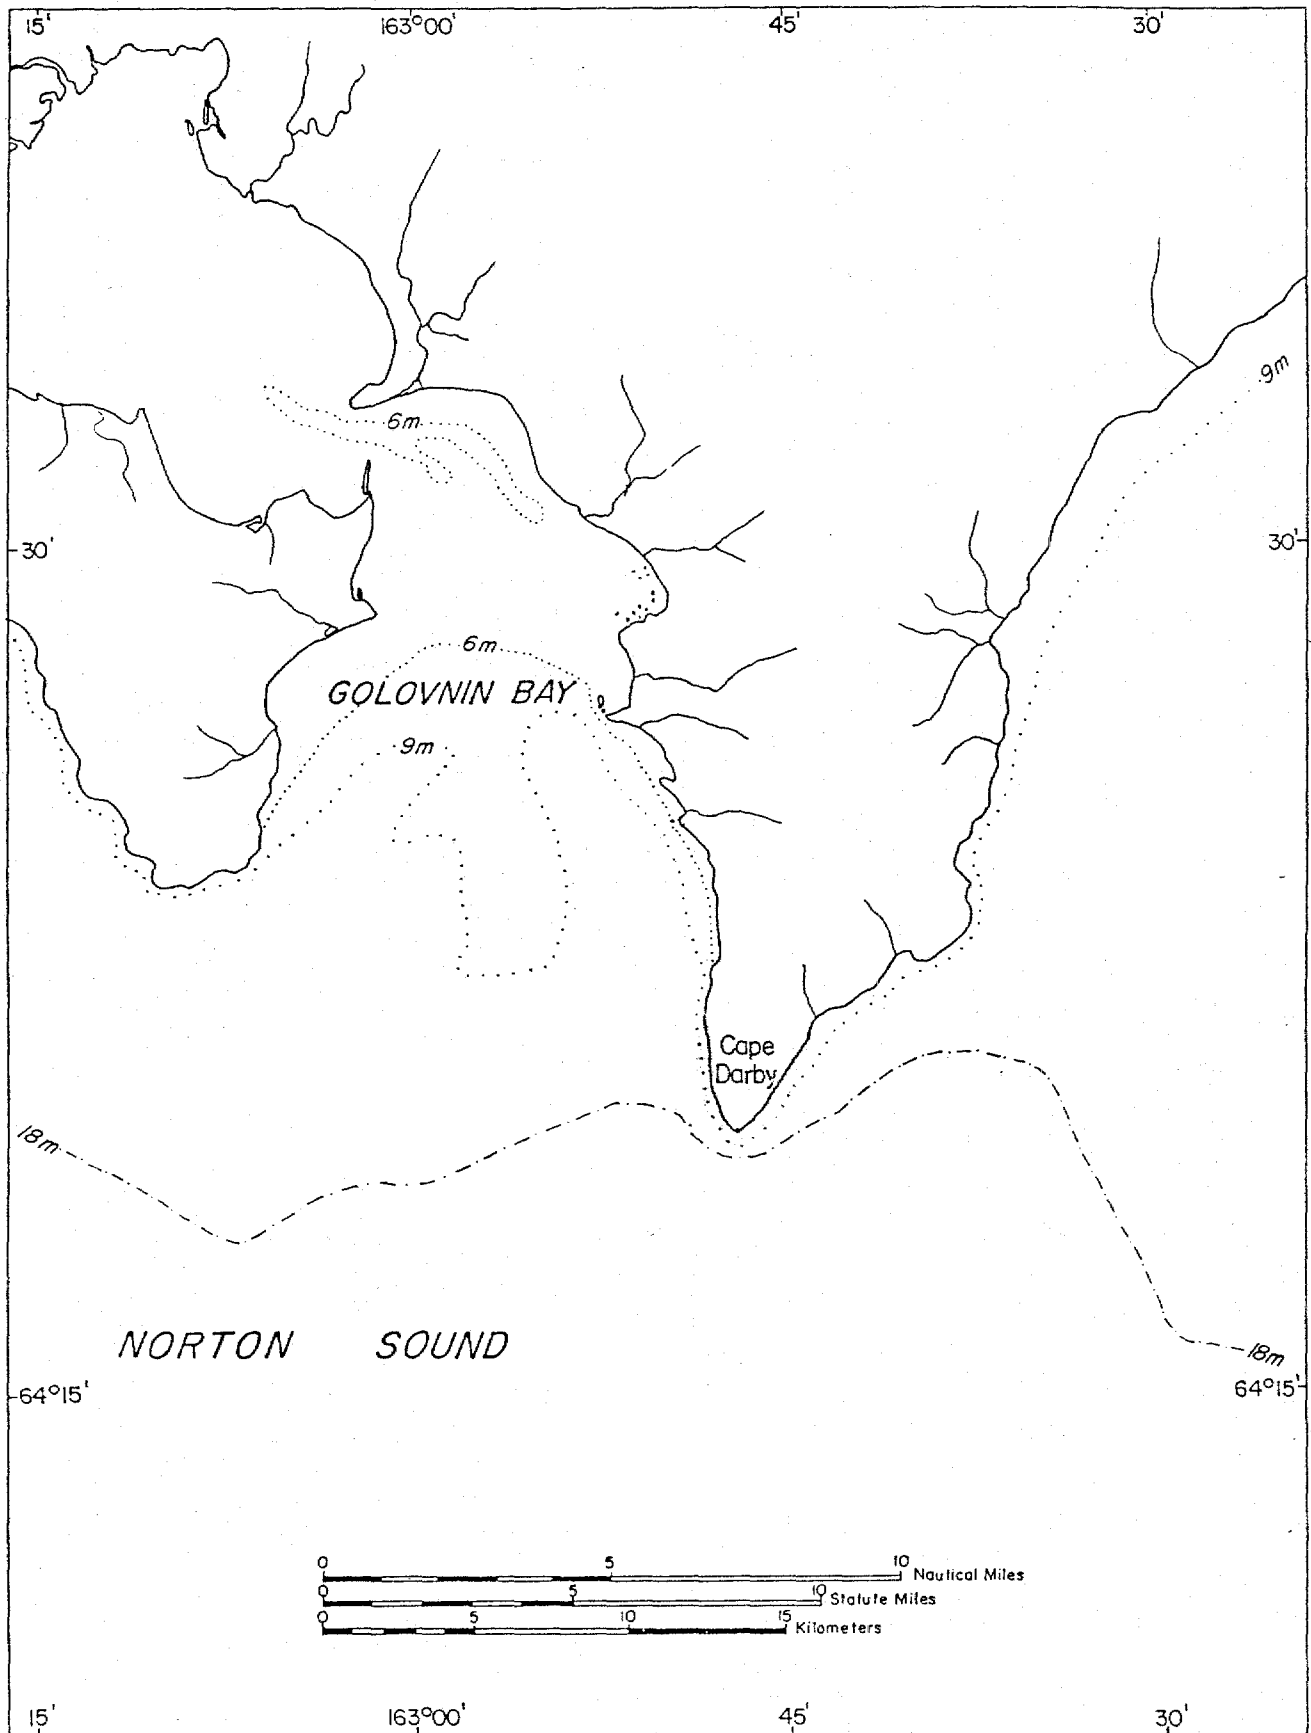 15' 163°00' 45' 30'
9m
6m
30' 30'
6m
GOLOVNIN BAY
9m
Cape
Darby
18m
NORTON SOUND
18m
64°15' 64°15'
0 5 10 Nautical Miles
0 5 10 Statute Miles
0 5 10 15 Kilometers
15' 163°00' 45' 30'